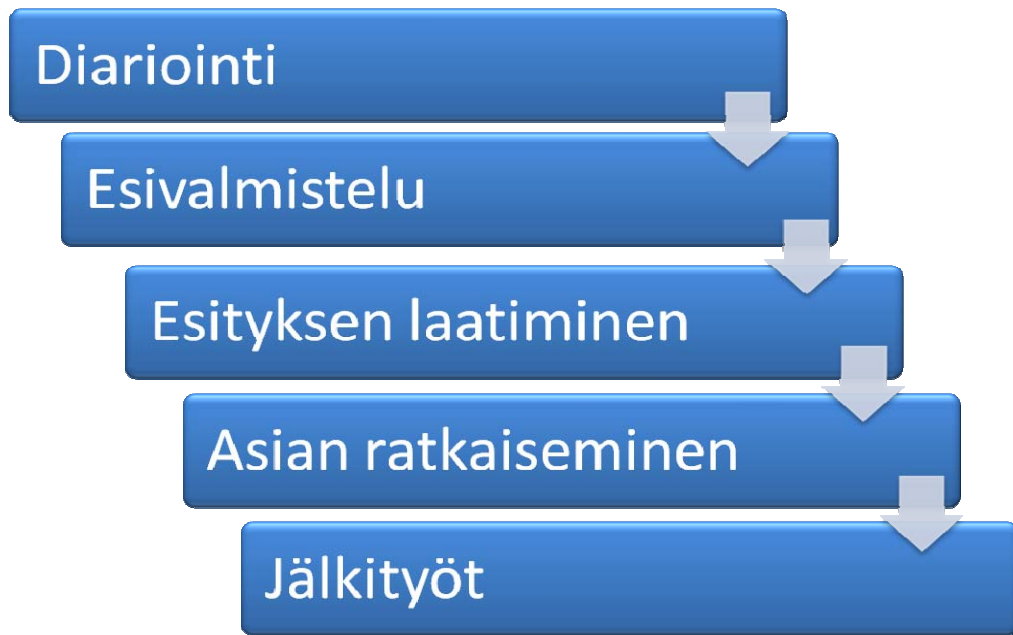 Diariointi
Esivalmistelu
Esityksen laatiminen
Asian ratkaiseminen
Jälkityöt